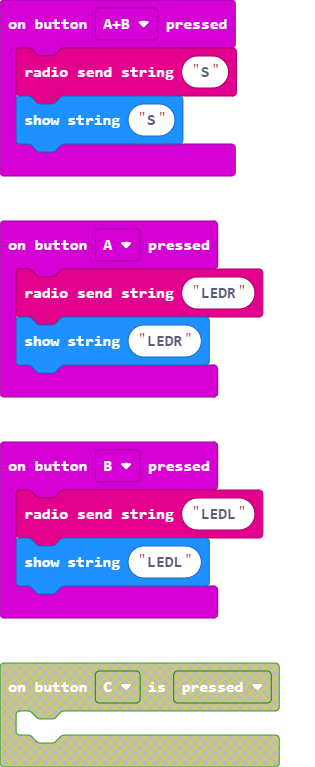 on button A+B pressed
radio send string "S"
show string "S"
on button A pressed
radio send string "LEDR"
show string "LEDR"
on button B pressed
radio send string "LEDL"
show string "LEDL"
on button C is pressed